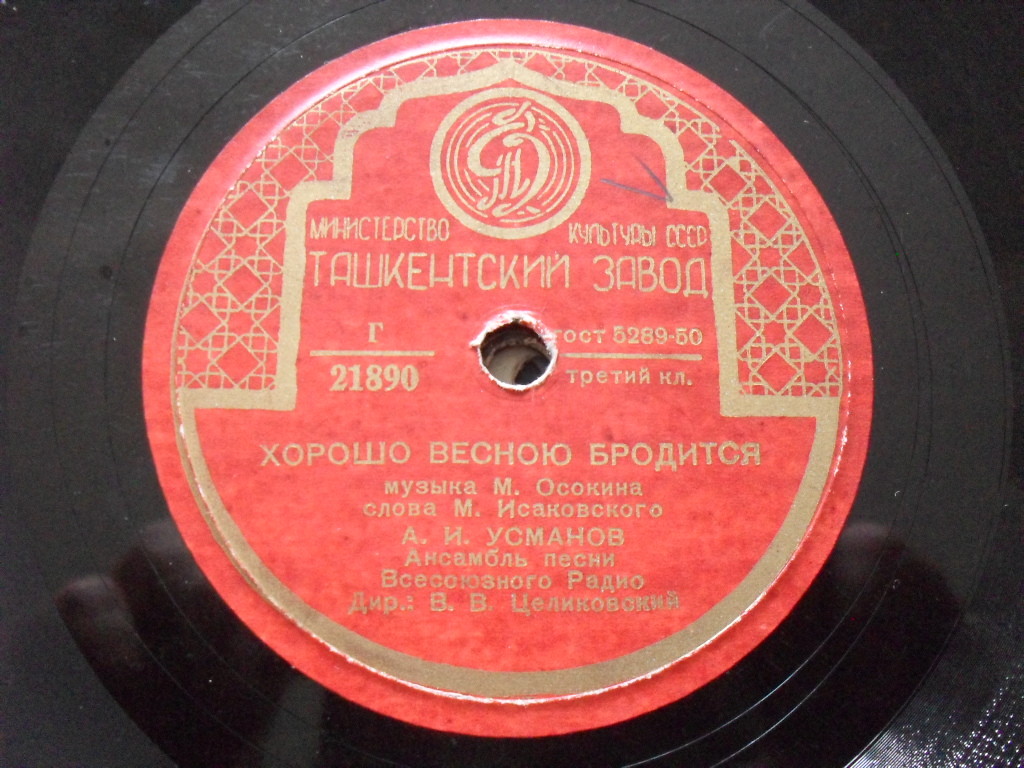 МИНИСТЕРСТВО КУЛЬТУРЫ СССР
ТАШКЕНТСКИЙ ЗАВОД
Г
21890
гост 5289-50
третий кл.
ХОРОШО ВЕСНОЮ БРОДИТСЯ
музыка М. Осокина
слова М. Исаковского
А. И. УСМАНОВ
Ансамбль песни
Всесоюзного Радио
Дир.: В. В. Целиковский